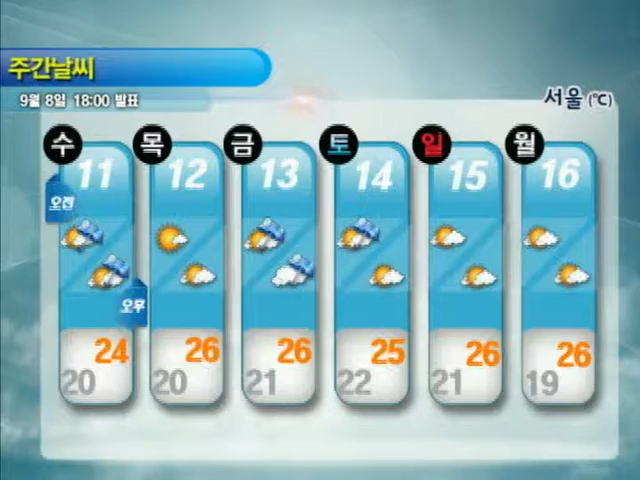 주간날씨
9월 8일 18:00 발표
서울 (℃)
수 목 금 토 일 월
11 12 13 14 15 16
오전
오후
24 26 26 25 26 26
20 20 21 22 21 19